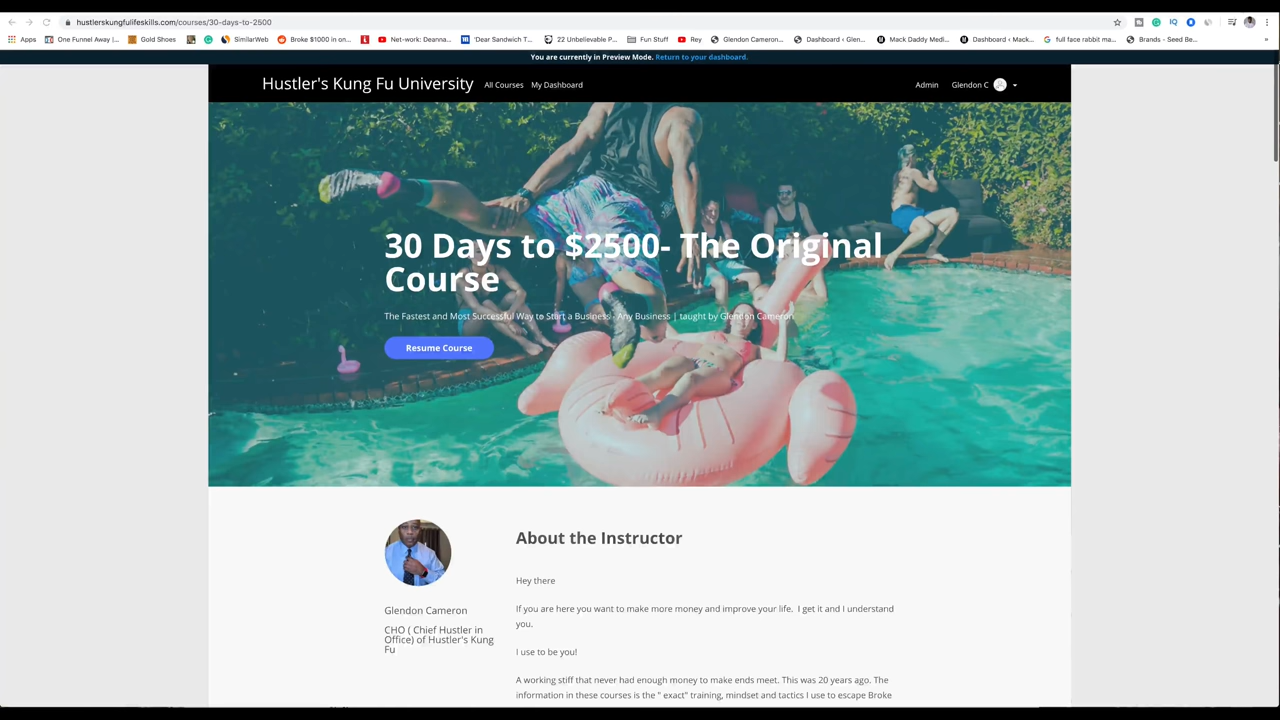 hustlerskungfulifeskills.com/courses/30-days-to-2500
Apps
One Funnel Away |...
Gold Shoes
SimilarWeb
Broke $1000 in on...
Net-work: Deanna...
'Dear Sandwich T...
22 Unbelievable P...
Fun Stuff
Rey
Glendon Cameron...
Dashboard ‹ Glen...
Mack Daddy Medi...
Dashboard ‹ Mack...
full face rabbit ma...
Brands - Seed Be...
»
You are currently in Preview Mode. Return to your dashboard.
Hustler's Kung Fu University
All Courses
My Dashboard
Admin
Glendon C
30 Days to $2500- The Original
Course
The Fastest and Most Successful Way to Start a Business - Any Business | taught by Glendon Cameron
Resume Course
About the Instructor
Hey there
If you are here you want to make more money and improve your life. I get it and I understand
you.
I use to be you!
A working stiff that never had enough money to make ends meet. This was 20 years ago. The
information in these courses is the " exact" training, mindset and tactics I use to escape Broke
Glendon Cameron
CHO ( Chief Hustler in
Office) of Hustler's Kung
Fu